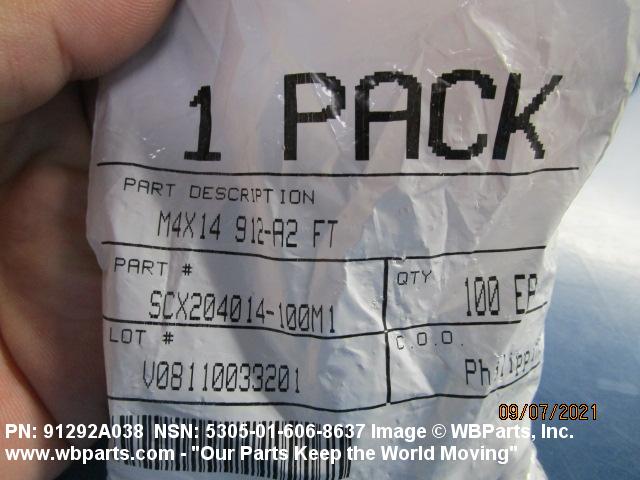 1 PACK
PART DESCRIPTION
M4X14 912-A2 FT
PART #
SCX204014-100M1
QTY
100 EA
LOT #
V08110033201
C.O.O.
09/07/2021
PN: 91292A038 NSN: 5305-01-606-8637 Image © WBParts, Inc.
www.wbparts.com - "Our Parts Keep the World Moving"